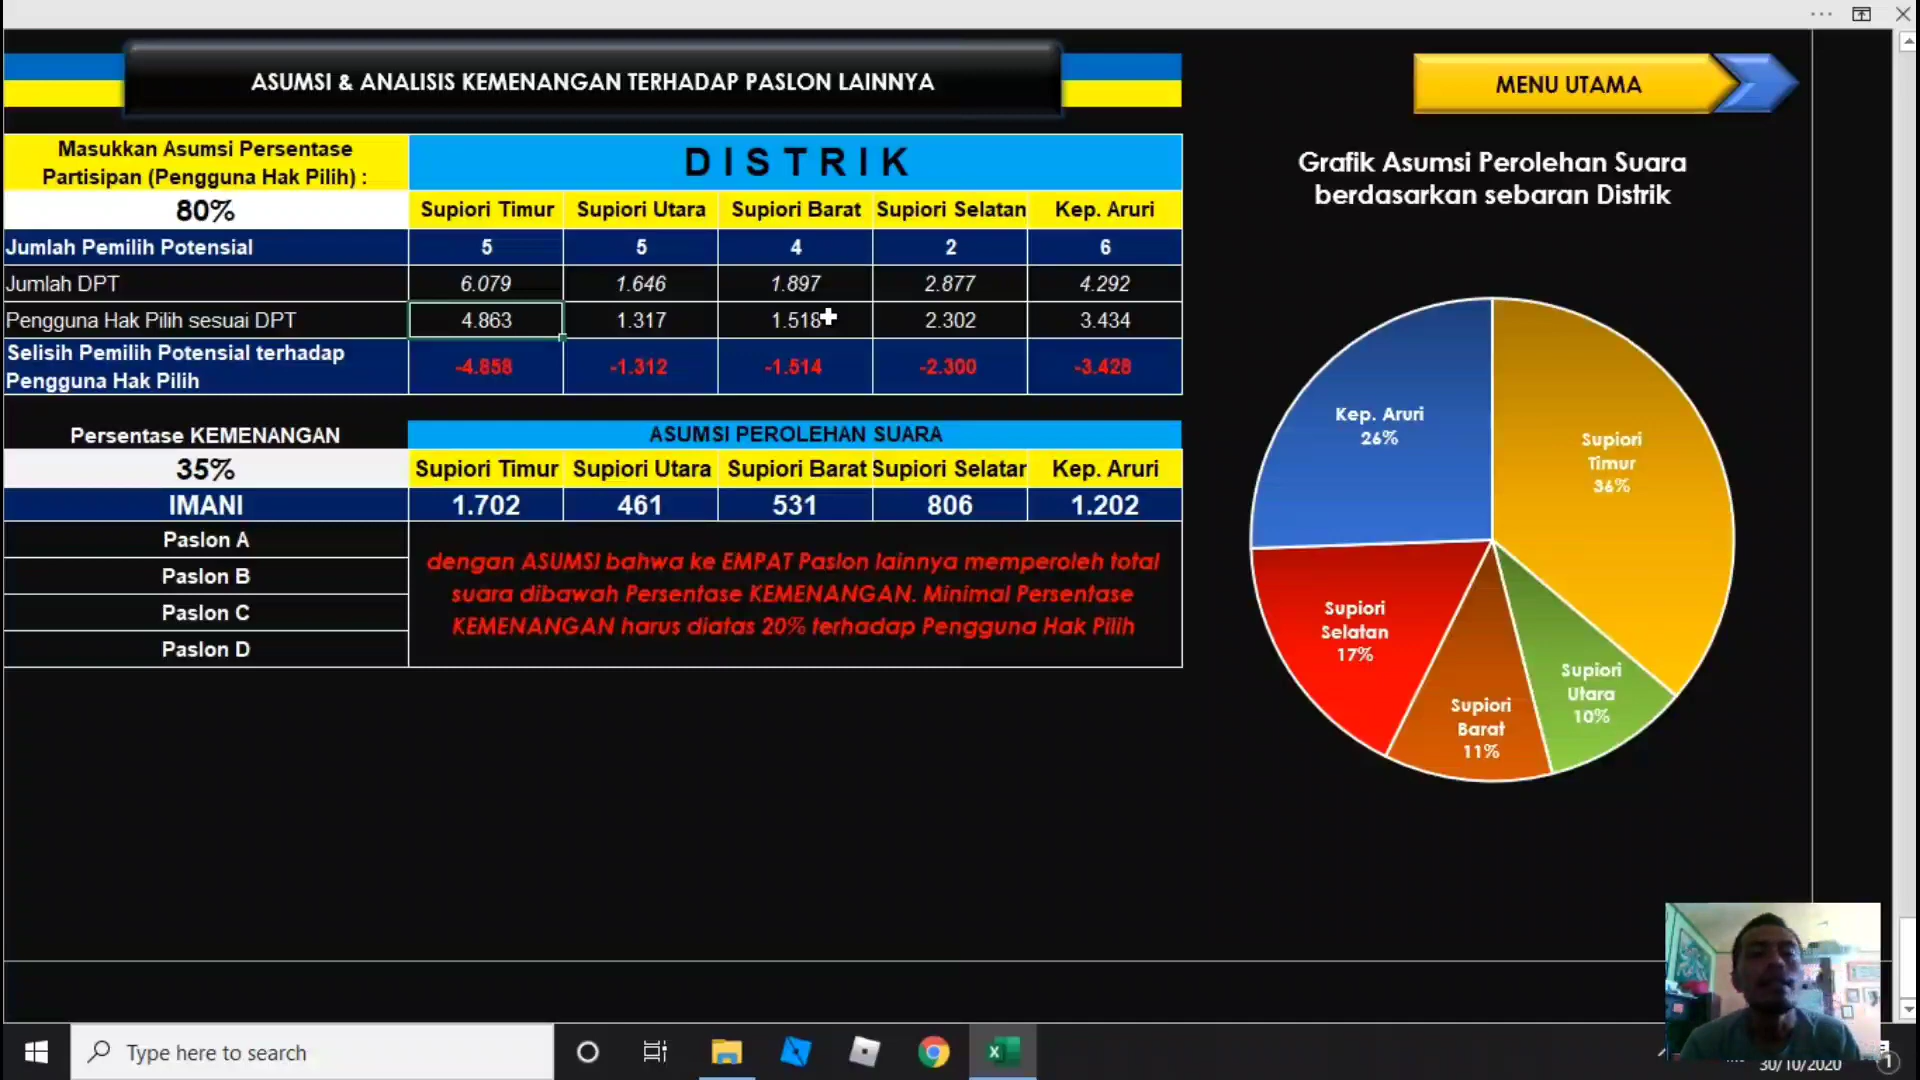 ASUMSI & ANALISIS KEMENANGAN TERHADAP PASLON LAINNYA
MENU UTAMA
Masukkan Asumsi Persentase
Partisipan (Pengguna Hak Pilih) :
DISTRIK
80%
Supiori Timur Supiori Utara Supiori Barat Supiori Selatan Kep. Aruri
Jumlah Pemilih Potensial 5 5 4 2 6
Jumlah DPT 6.079 1.646 1.897 2.877 4.292
Pengguna Hak Pilih sesuai DPT 4.863 1.317 1.518 2.302 3.434
Selisih Pemilih Potensial terhadap
Pengguna Hak Pilih
-4.858 -1.312 -1.514 -2.300 -3.428
Persentase KEMENANGAN ASUMSI PEROLEHAN SUARA
35% Supiori Timur Supiori Utara Supiori Barat Supiori Selatar Kep. Aruri
IMANI 1.702 461 531 806 1.202
Paslon A
Paslon B
Paslon C
Paslon D
dengan ASUMSI bahwa ke EMPAT Paslon lainnya memperoleh total
suara dibawah Persentase KEMENANGAN. Minimal Persentase
KEMENANGAN harus diatas 20% terhadap Pengguna Hak Pilih
Grafik Asumsi Perolehan Suara
berdasarkan sebaran Distrik
Kep. Aruri
26%
Supiori
Timur
36%
Supiori
Selatan
17%
Supiori
Utara
10%
Supiori
Barat
11%
Type here to search
30/10/2020
1